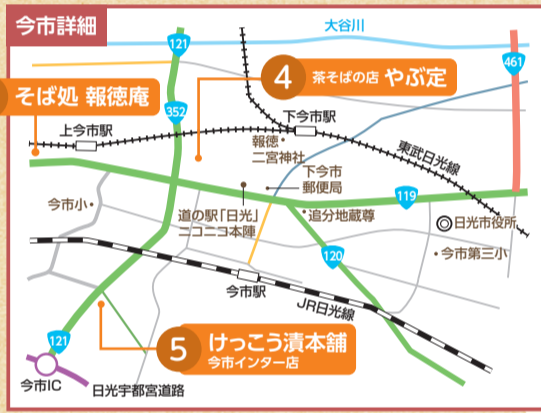 今市詳細
大谷川
121
461
4
茶そばの店 やぶ定
そば処 報徳庵
352
下今市駅
上今市駅
報徳
二宮神社
東武日光線
下今市
郵便局
119
今市小
道の駅「日光」
ニコニコ本陣
追分地蔵尊
日光市役所
120
今市第三小
今市駅
JR日光線
5
けっこう漬本舗
今市インター店
121
今市IC
日光宇都宮道路